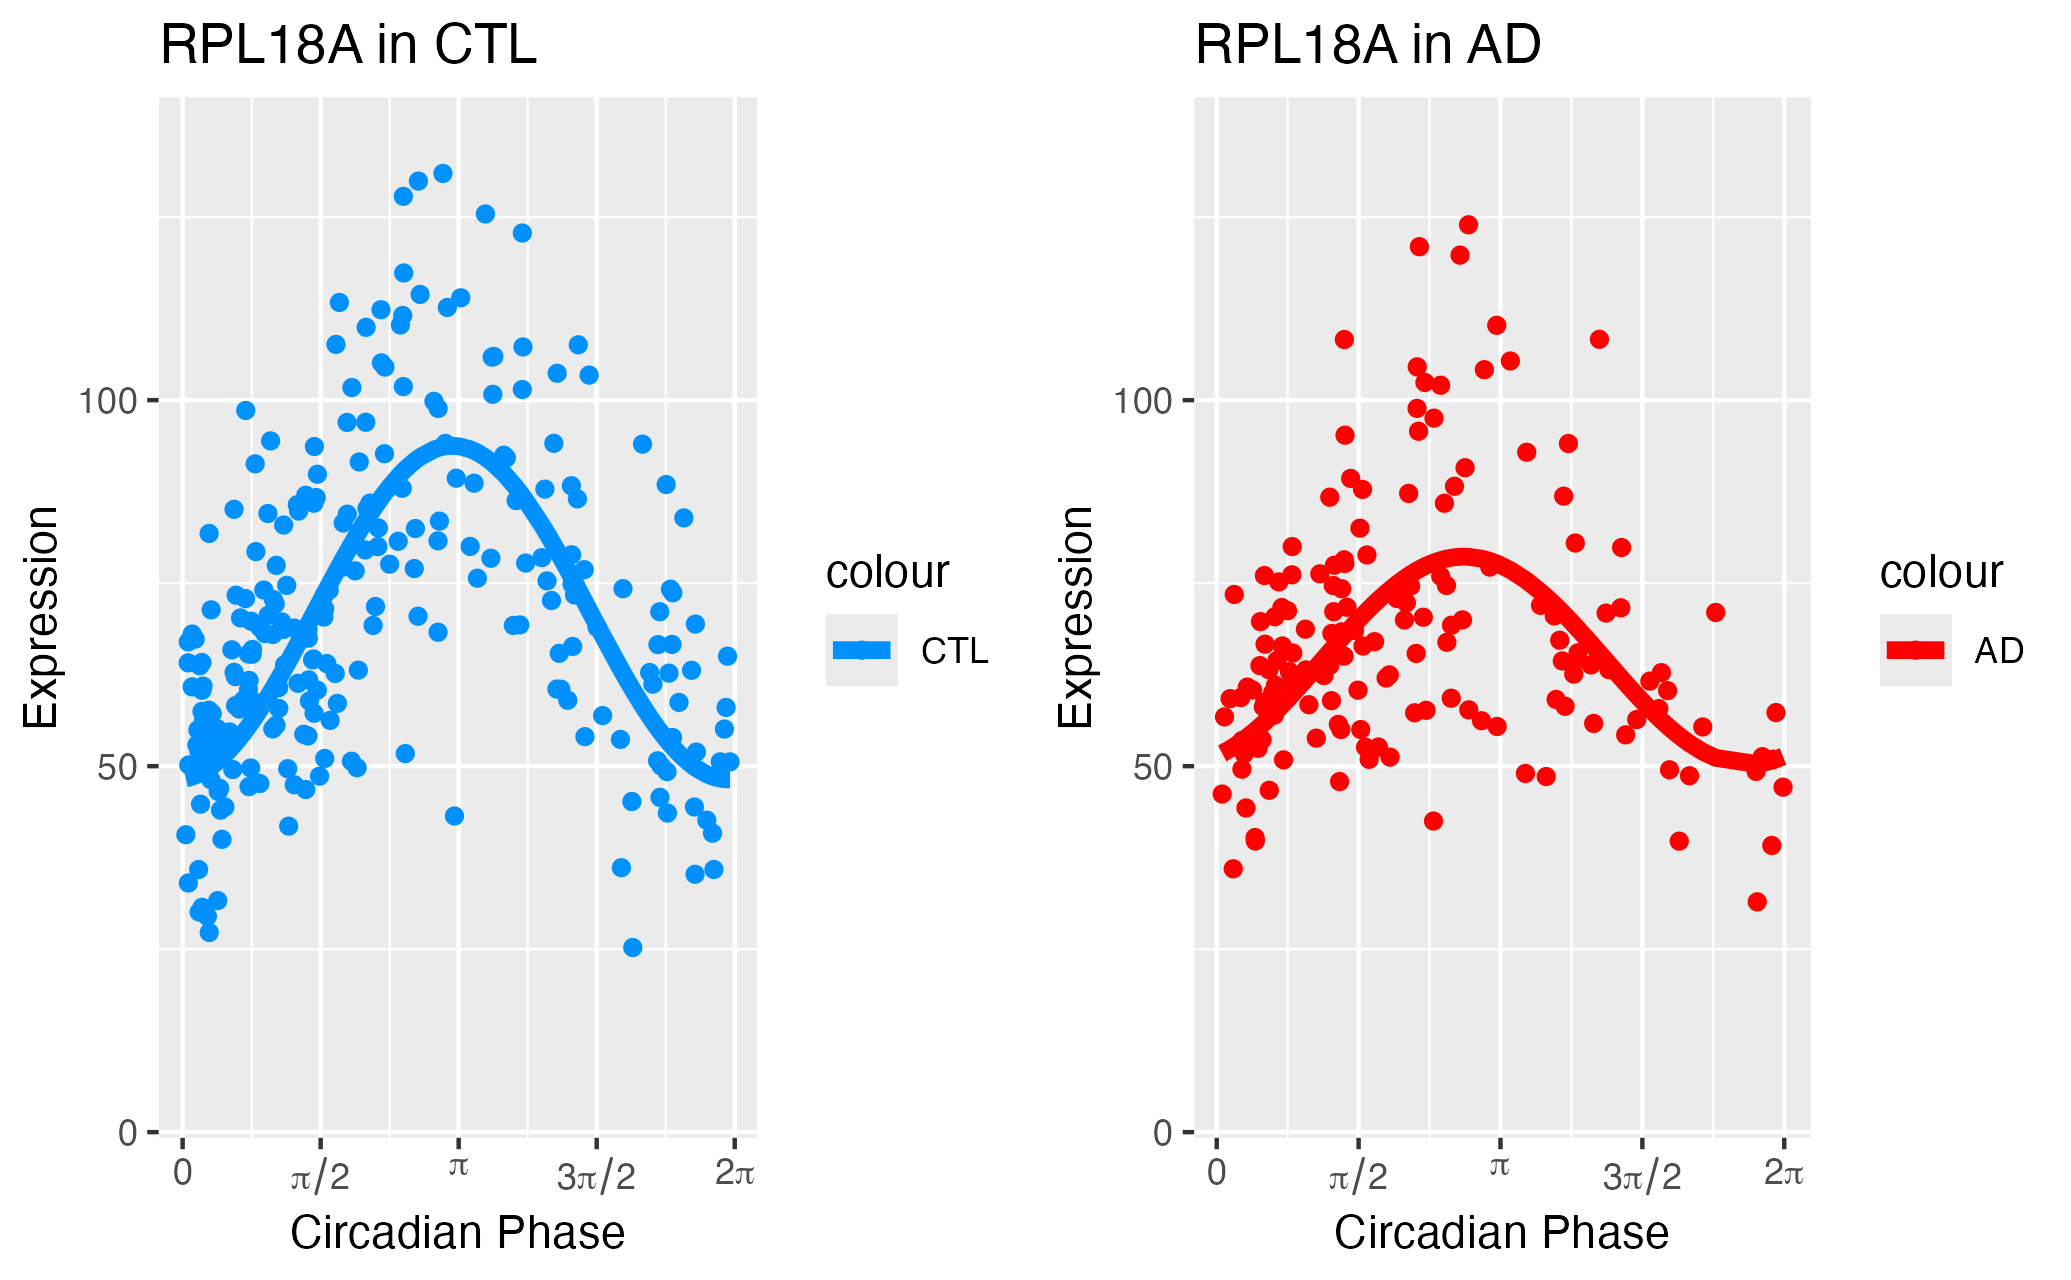 RPL18A in CTL
100
50
0
Expression
0
π/2
π
3π/2
2π
Circadian Phase
colour
CTL
RPL18A in AD
100
50
0
Expression
0
π/2
π
3π/2
2π
Circadian Phase
colour
AD